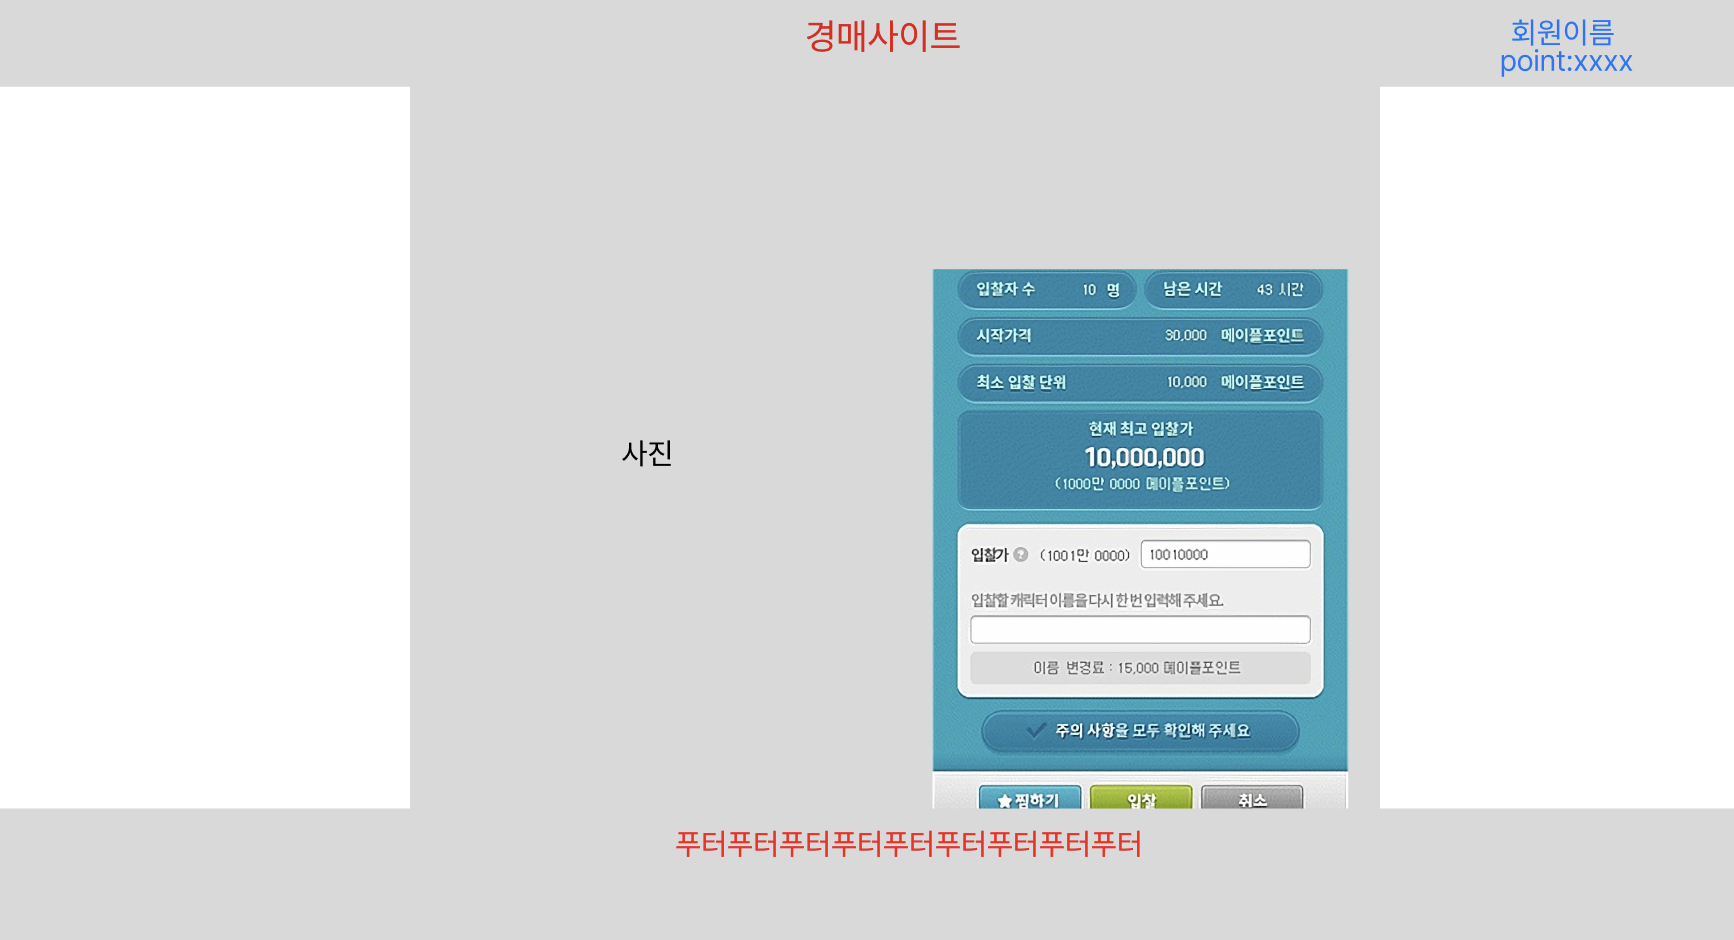 경매사이트
회원이름
point:xxxx
입찰자 수 10 명 남은 시간 43 시간
시작가격 30,000 메이플포인트
최소 입찰 단위 10,000 메이플포인트
현재 최고 입찰가
10,000,000
(1000만 0000 메이플포인트)
사진
입찰가 ? (1001만 0000) 10010000
입찰할 캐릭터 이름을 다시 한 번 입력해 주세요.
이름 변경료 : 15,000 메이플포인트
주의 사항을 모두 확인해 주세요
찜하기 입찰 취소
푸터푸터푸터푸터푸터푸터푸터푸터푸터